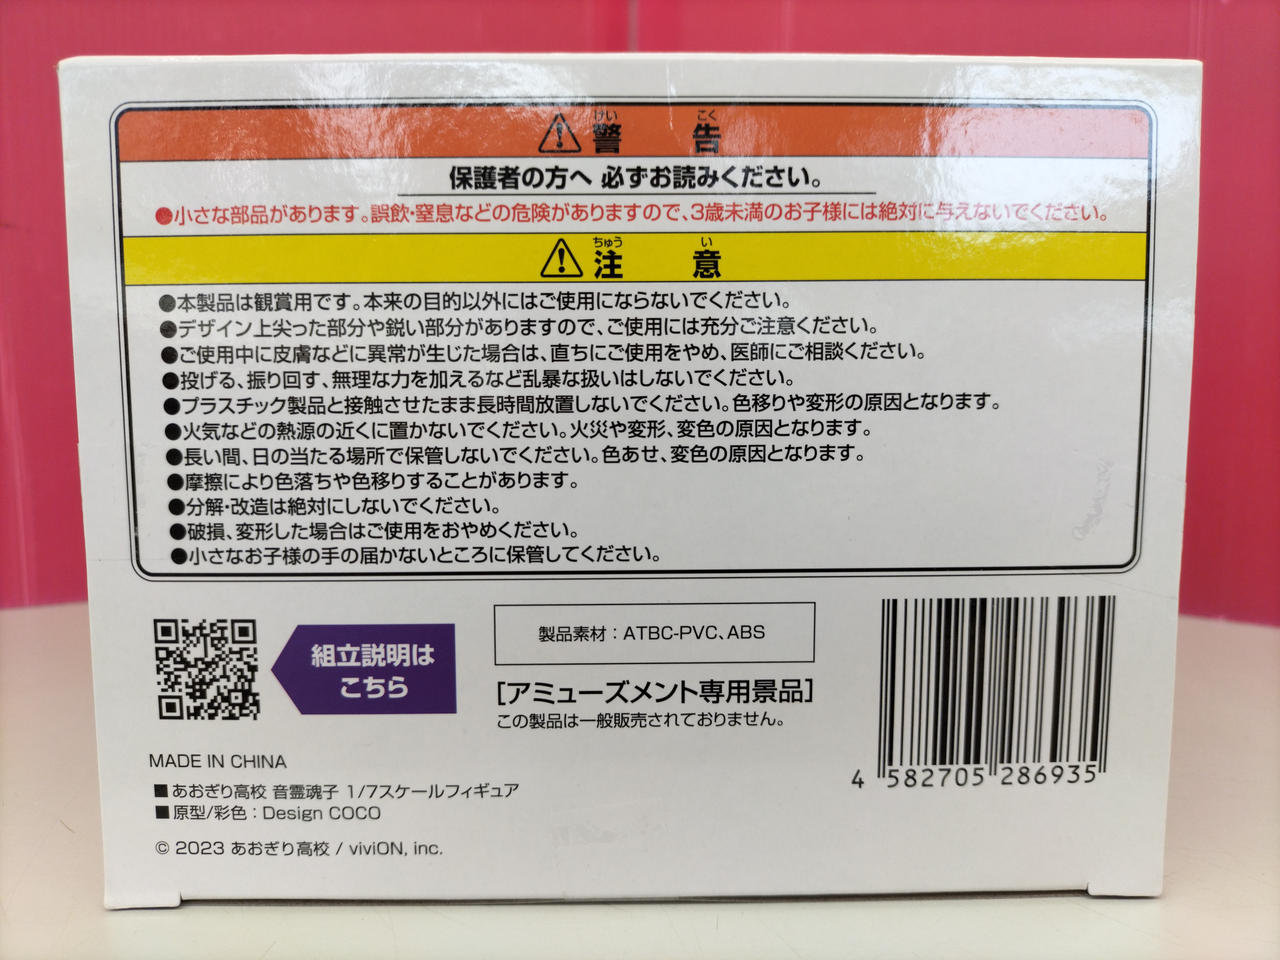 けい こく
⚠警 告
保護者の方へ 必ずお読みください。
●小さな部品があります。誤飲・窒息などの危険がありますので、3歳未満のお子様には絶対に与えないでください。
ちゅう い
⚠注 意
●本製品は観賞用です。本来の目的以外にはご使用にならないでください。
●デザイン上尖った部分や鋭い部分がありますので、ご使用には充分ご注意ください。
●ご使用中に皮膚などに異常が生じた場合は、直ちにご使用をやめ、医師にご相談ください。
●投げる、振り回す、無理な力を加えるなど乱暴な扱いはしないでください。
●プラスチック製品と接触させたまま長時間放置しないでください。色移りや変形の原因となります。
●火気などの熱源の近くに置かないでください。火災や変形、変色の原因となります。
●長い間、日の当たる場所で保管しないでください。色あせ、変色の原因となります。
●摩擦により色落ちや色移りすることがあります。
●分解・改造は絶対にしないでください。
●破損、変形した場合はご使用をおやめください。
●小さなお子様の手の届かないところに保管してください。
組立説明は
こちら
製品素材：ATBC-PVC、ABS
[アミューズメント専用景品]
この製品は一般販売されておりません。
4 582705 286935
MADE IN CHINA
■あおぎり高校 音霊魂子 1/7スケールフィギュア
■原型/彩色：Design COCO
© 2023 あおぎり高校 / viviON, inc.